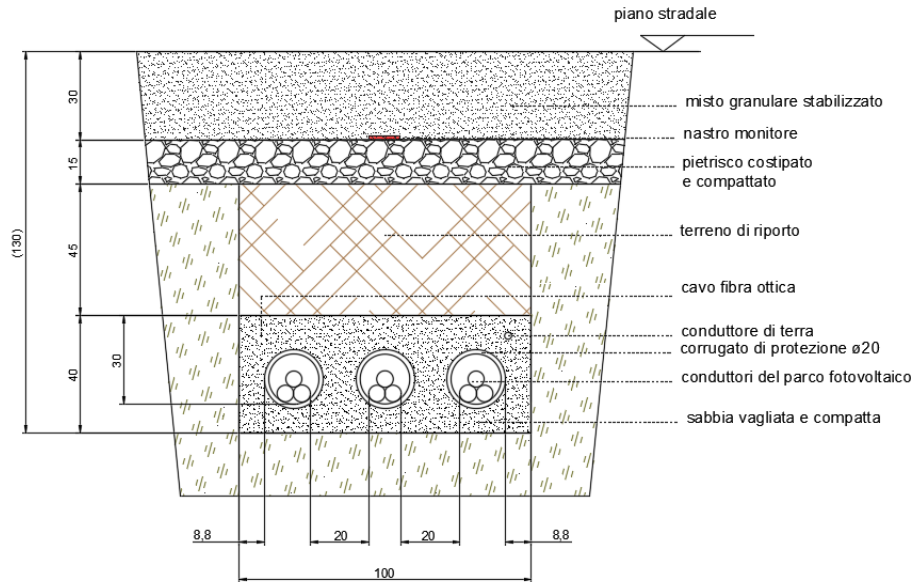 piano stradale
misto granulare stabilizzato
nastro monitore
pietrisco costipato
e compattato
terreno di riporto
cavo fibra ottica
conduttore di terra
corrugato di protezione ø20
conduttori del parco fotovoltaico
sabbia vagliata e compatta
30
15
(130)
45
40
30
8,8
20
20
8,8
100